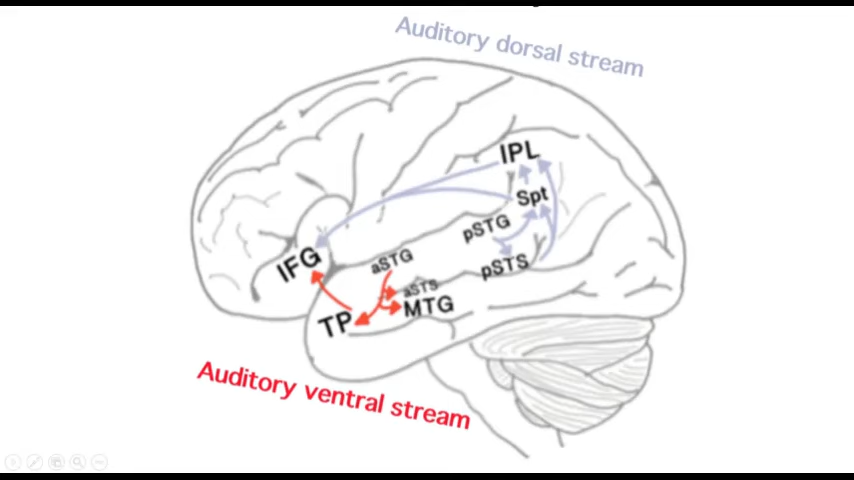 Auditory dorsal stream
IPL
Spt
pSTG
pSTS
IFG
aSTG
aSTS
MTG
TP
Auditory ventral stream